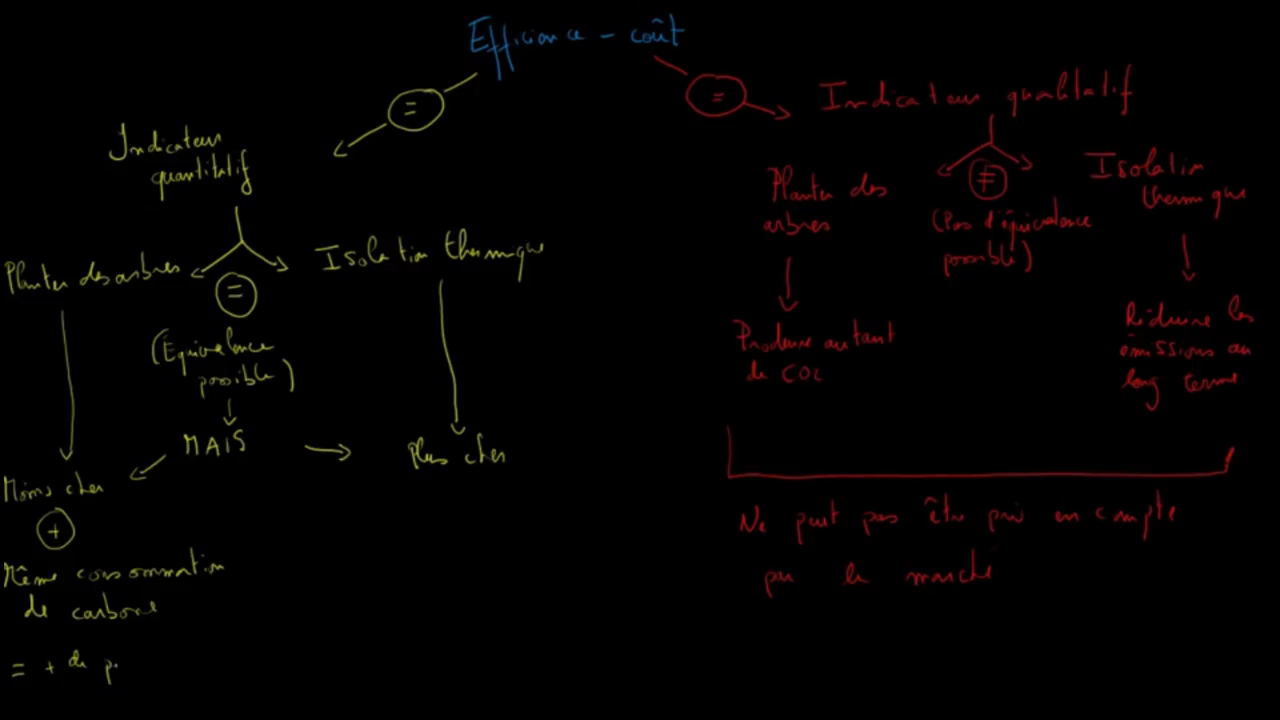 Efficience - coût
=
Indicateur
quantitatif
Planter des arbres
=
Isolation thermique
(Equivalence
possible)
MAIS
Moins cher
Plus cher
+
Même consommation
de carbone
= + de p
=
Indicateur qualitatif
Planter des
arbres
≠
(Pas d'équivalence
possible)
Isolation
thermique
Produire autant
de CO2
Réduire les
émissions au
long terme
Ne peut pas être pris en compte
par le marché